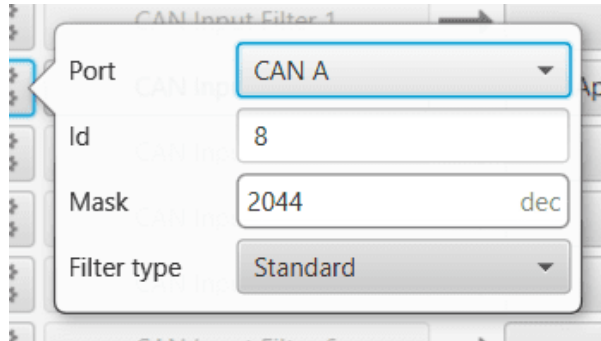 CAN Input Filter 1
Port CAN A
Id 8
Mask 2044 dec
Filter type Standard